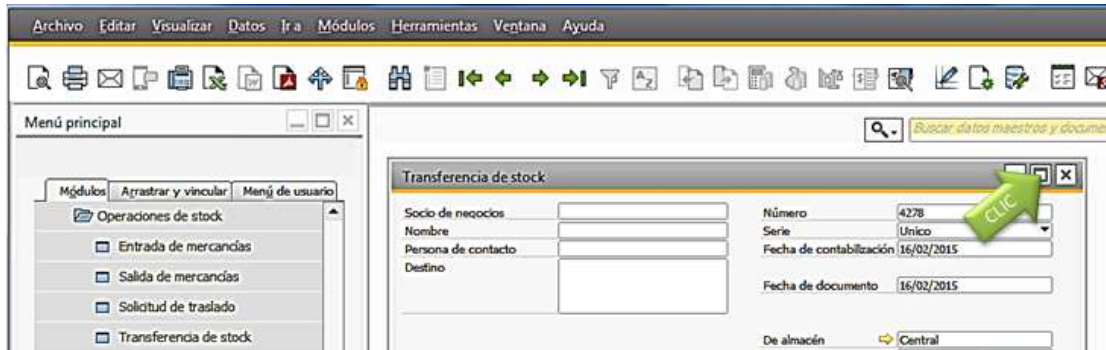 Archivo Editar Visualizar Datos Ir a Módulos Herramientas Ventana Ayuda
Menú principal
Buscar datos maestros y docume
Módulos Arrastrar y vincular Menú de usuario
Operaciones de stock
Entrada de mercancías
Salida de mercancías
Solicitud de traslado
Transferencia de stock
Transferencia de stock
CLIC
Socio de negocios
Nombre
Persona de contacto
Destino
Número 4278
Serie Unico
Fecha de contabilización 16/02/2015
Fecha de documento 16/02/2015
De almacén Central